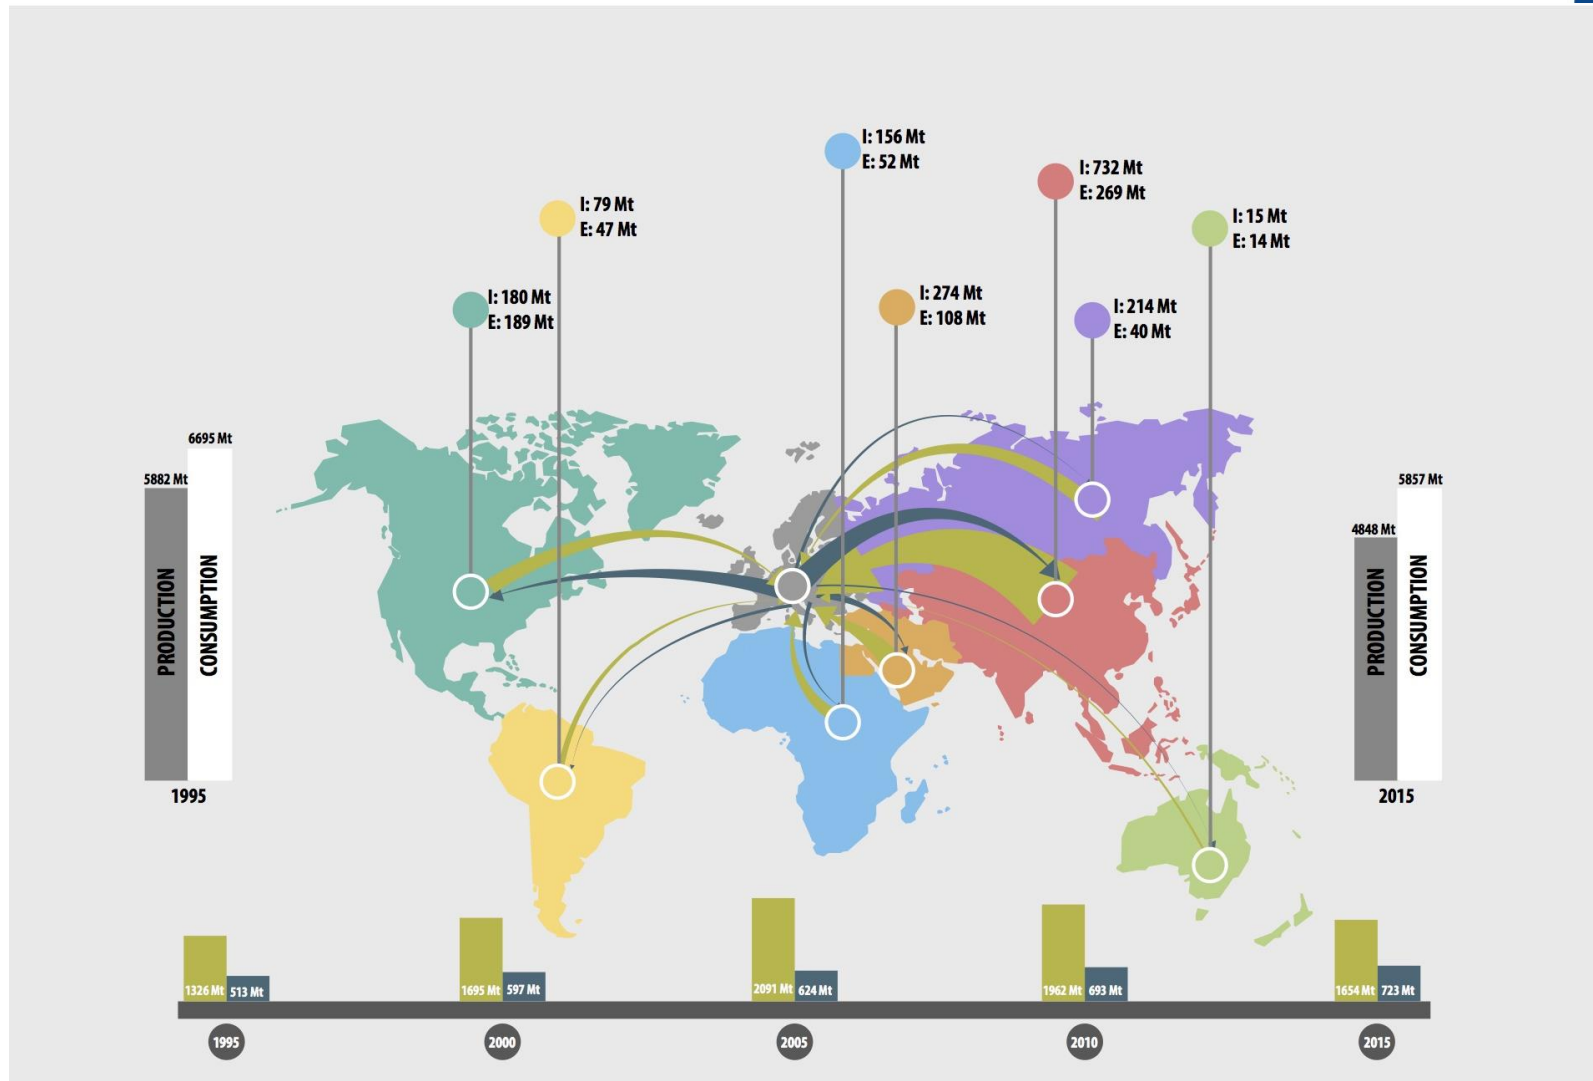 I: 156 Mt
E: 52 Mt
I: 732 Mt
E: 269 Mt
I: 79 Mt
E: 47 Mt
I: 15 Mt
E: 14 Mt
I: 180 Mt
E: 189 Mt
I: 274 Mt
E: 108 Mt
I: 214 Mt
E: 40 Mt
6695 Mt
5882 Mt
PRODUCTION
CONSUMPTION
1995
5857 Mt
4848 Mt
PRODUCTION
CONSUMPTION
2015
1326 Mt 513 Mt
1695 Mt 597 Mt
2091 Mt 624 Mt
1962 Mt 693 Mt
1654 Mt 723 Mt
1995
2000
2005
2010
2015